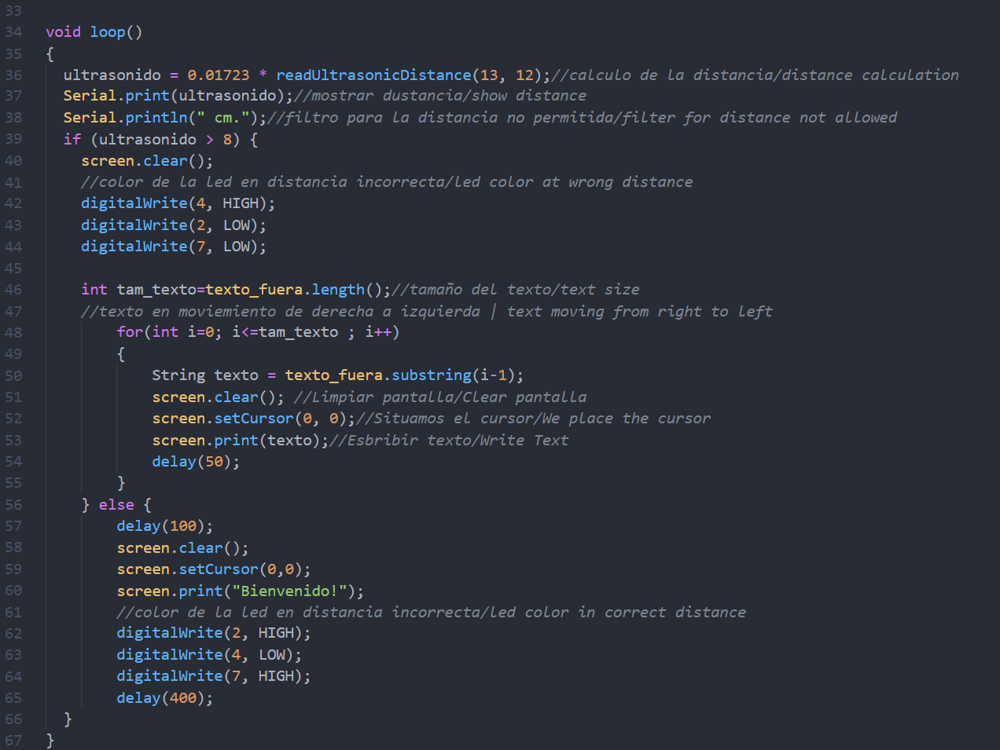 33
34 void loop()
35 {
36 ultrasonido = 0.01723 * readUltrasonicDistance(13, 12);//calculo de la distancia/distance calculation
37 Serial.print(ultrasonido);//mostrar dustancia/show distance
38 Serial.println(" cm.");//filtro para la distancia no permitida/filter for distance not allowed
39 if (ultrasonido > 8) {
40 screen.clear();
41 //color de la led en distancia incorrecta/led color at wrong distance
42 digitalWrite(4, HIGH);
43 digitalWrite(2, LOW);
44 digitalWrite(7, LOW);
45
46 int tam_texto=texto_fuera.length();//tamaño del texto/text size
47 //texto en moviemiento de derecha a izquierda | text moving from right to left
48 for(int i=0; i<=tam_texto ; i++)
49 {
50 String texto = texto_fuera.substring(i-1);
51 screen.clear(); //Limpiar pantalla/Clear pantalla
52 screen.setCursor(0, 0);//Situamos el cursor/We place the cursor
53 screen.print(texto);//Esbribir texto/Write Text
54 delay(50);
55 }
56 } else {
57 delay(100);
58 screen.clear();
59 screen.setCursor(0,0);
60 screen.print("Bienvenido!");
61 //color de la led en distancia incorrecta/led color in correct distance
62 digitalWrite(2, HIGH);
63 digitalWrite(4, LOW);
64 digitalWrite(7, HIGH);
65 delay(400);
66 }
67 }